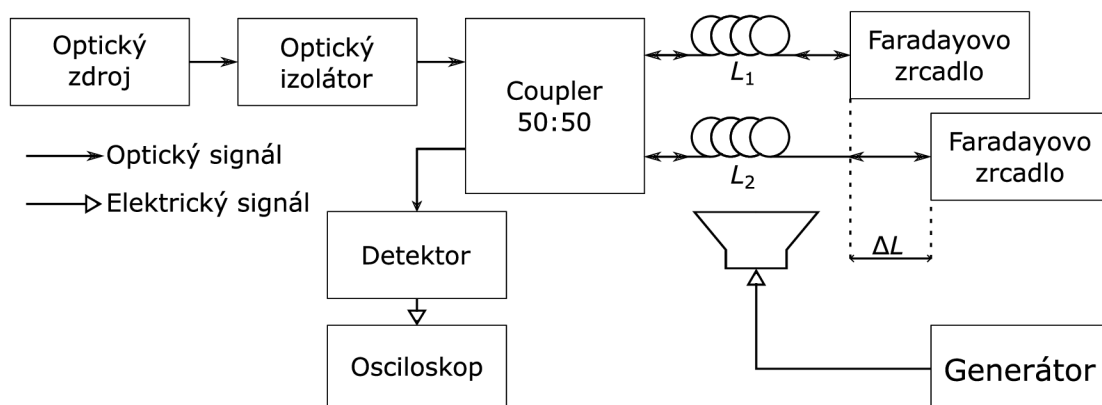 Optický
zdroj
Optický
izolátor
Coupler
50:50
L1
Faradayovo
zrcadlo
L2
Faradayovo
zrcadlo
Optický signál
Elektrický signál
Detektor
ΔL
Osciloskop
Generátor